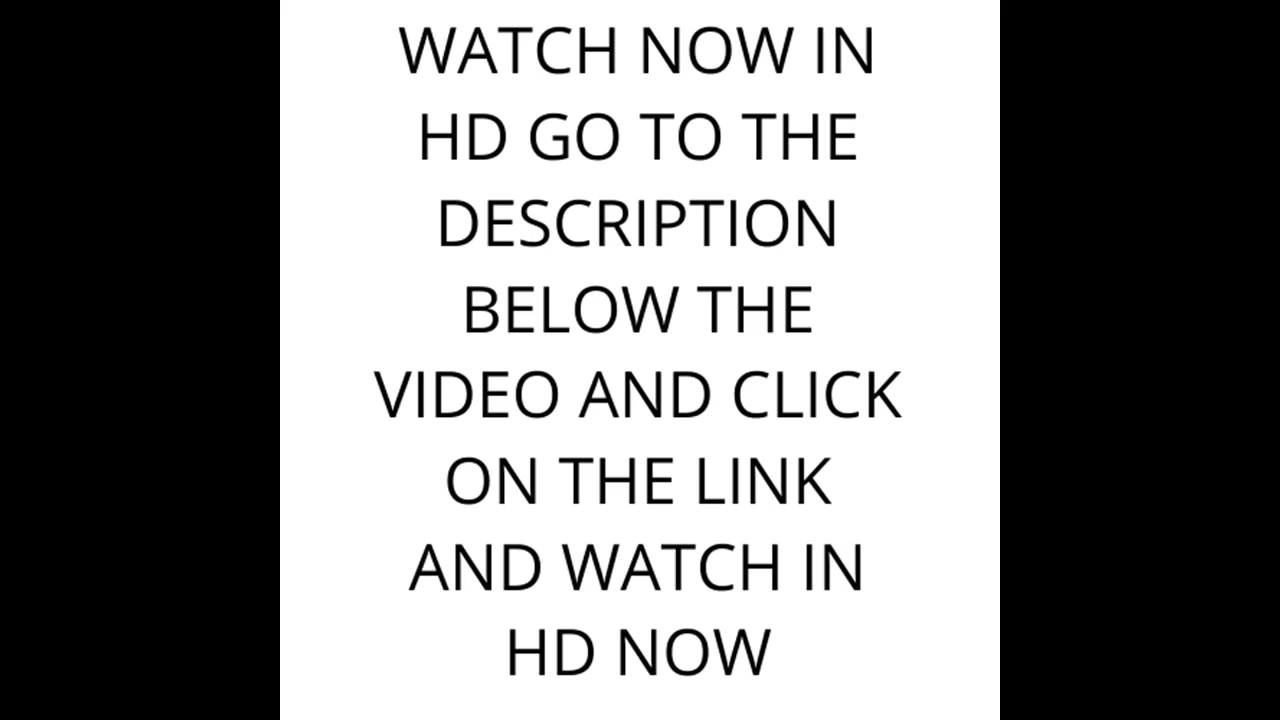 WATCH NOW IN
HD GO TO THE
DESCRIPTION
BELOW THE
VIDEO AND CLICK
ON THE LINK
AND WATCH IN
HD NOW